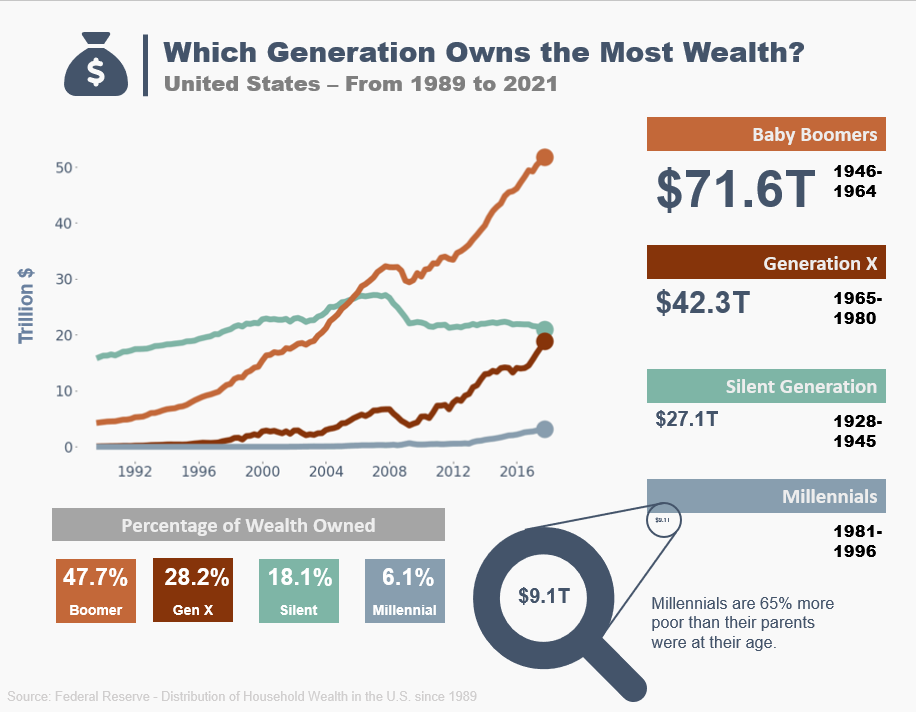 $
Which Generation Owns the Most Wealth?
United States – From 1989 to 2021
Trillion $
50
40
30
20
10
0
1992 1996 2000 2004 2008 2012 2016
Baby Boomers
$71.6T
1946-
1964
Generation X
$42.3T
1965-
1980
Silent Generation
$27.1T
1928-
1945
Millennials
$9.1T
1981-
1996
Percentage of Wealth Owned
47.7%
Boomer
28.2%
Gen X
18.1%
Silent
6.1%
Millennial
$9.1T
Millennials are 65% more
poor than their parents
were at their age.
Source: Federal Reserve - Distribution of Household Wealth in the U.S. since 1989